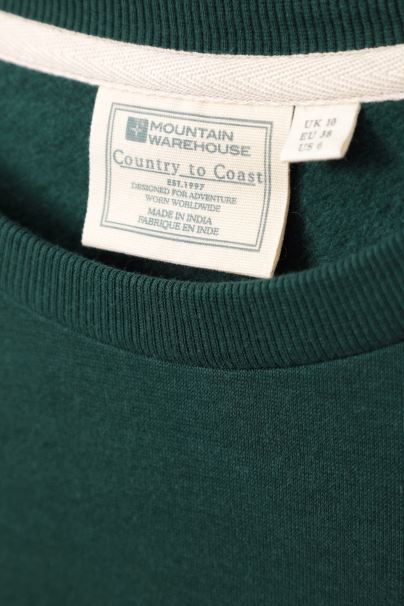 MOUNTAIN
WAREHOUSE
Country to Coast
EST.1997
DESIGNED FOR ADVENTURE
WORN WORLDWIDE
MADE IN INDIA
FABRIQUE EN INDE
UK 10
EU 38
US 6